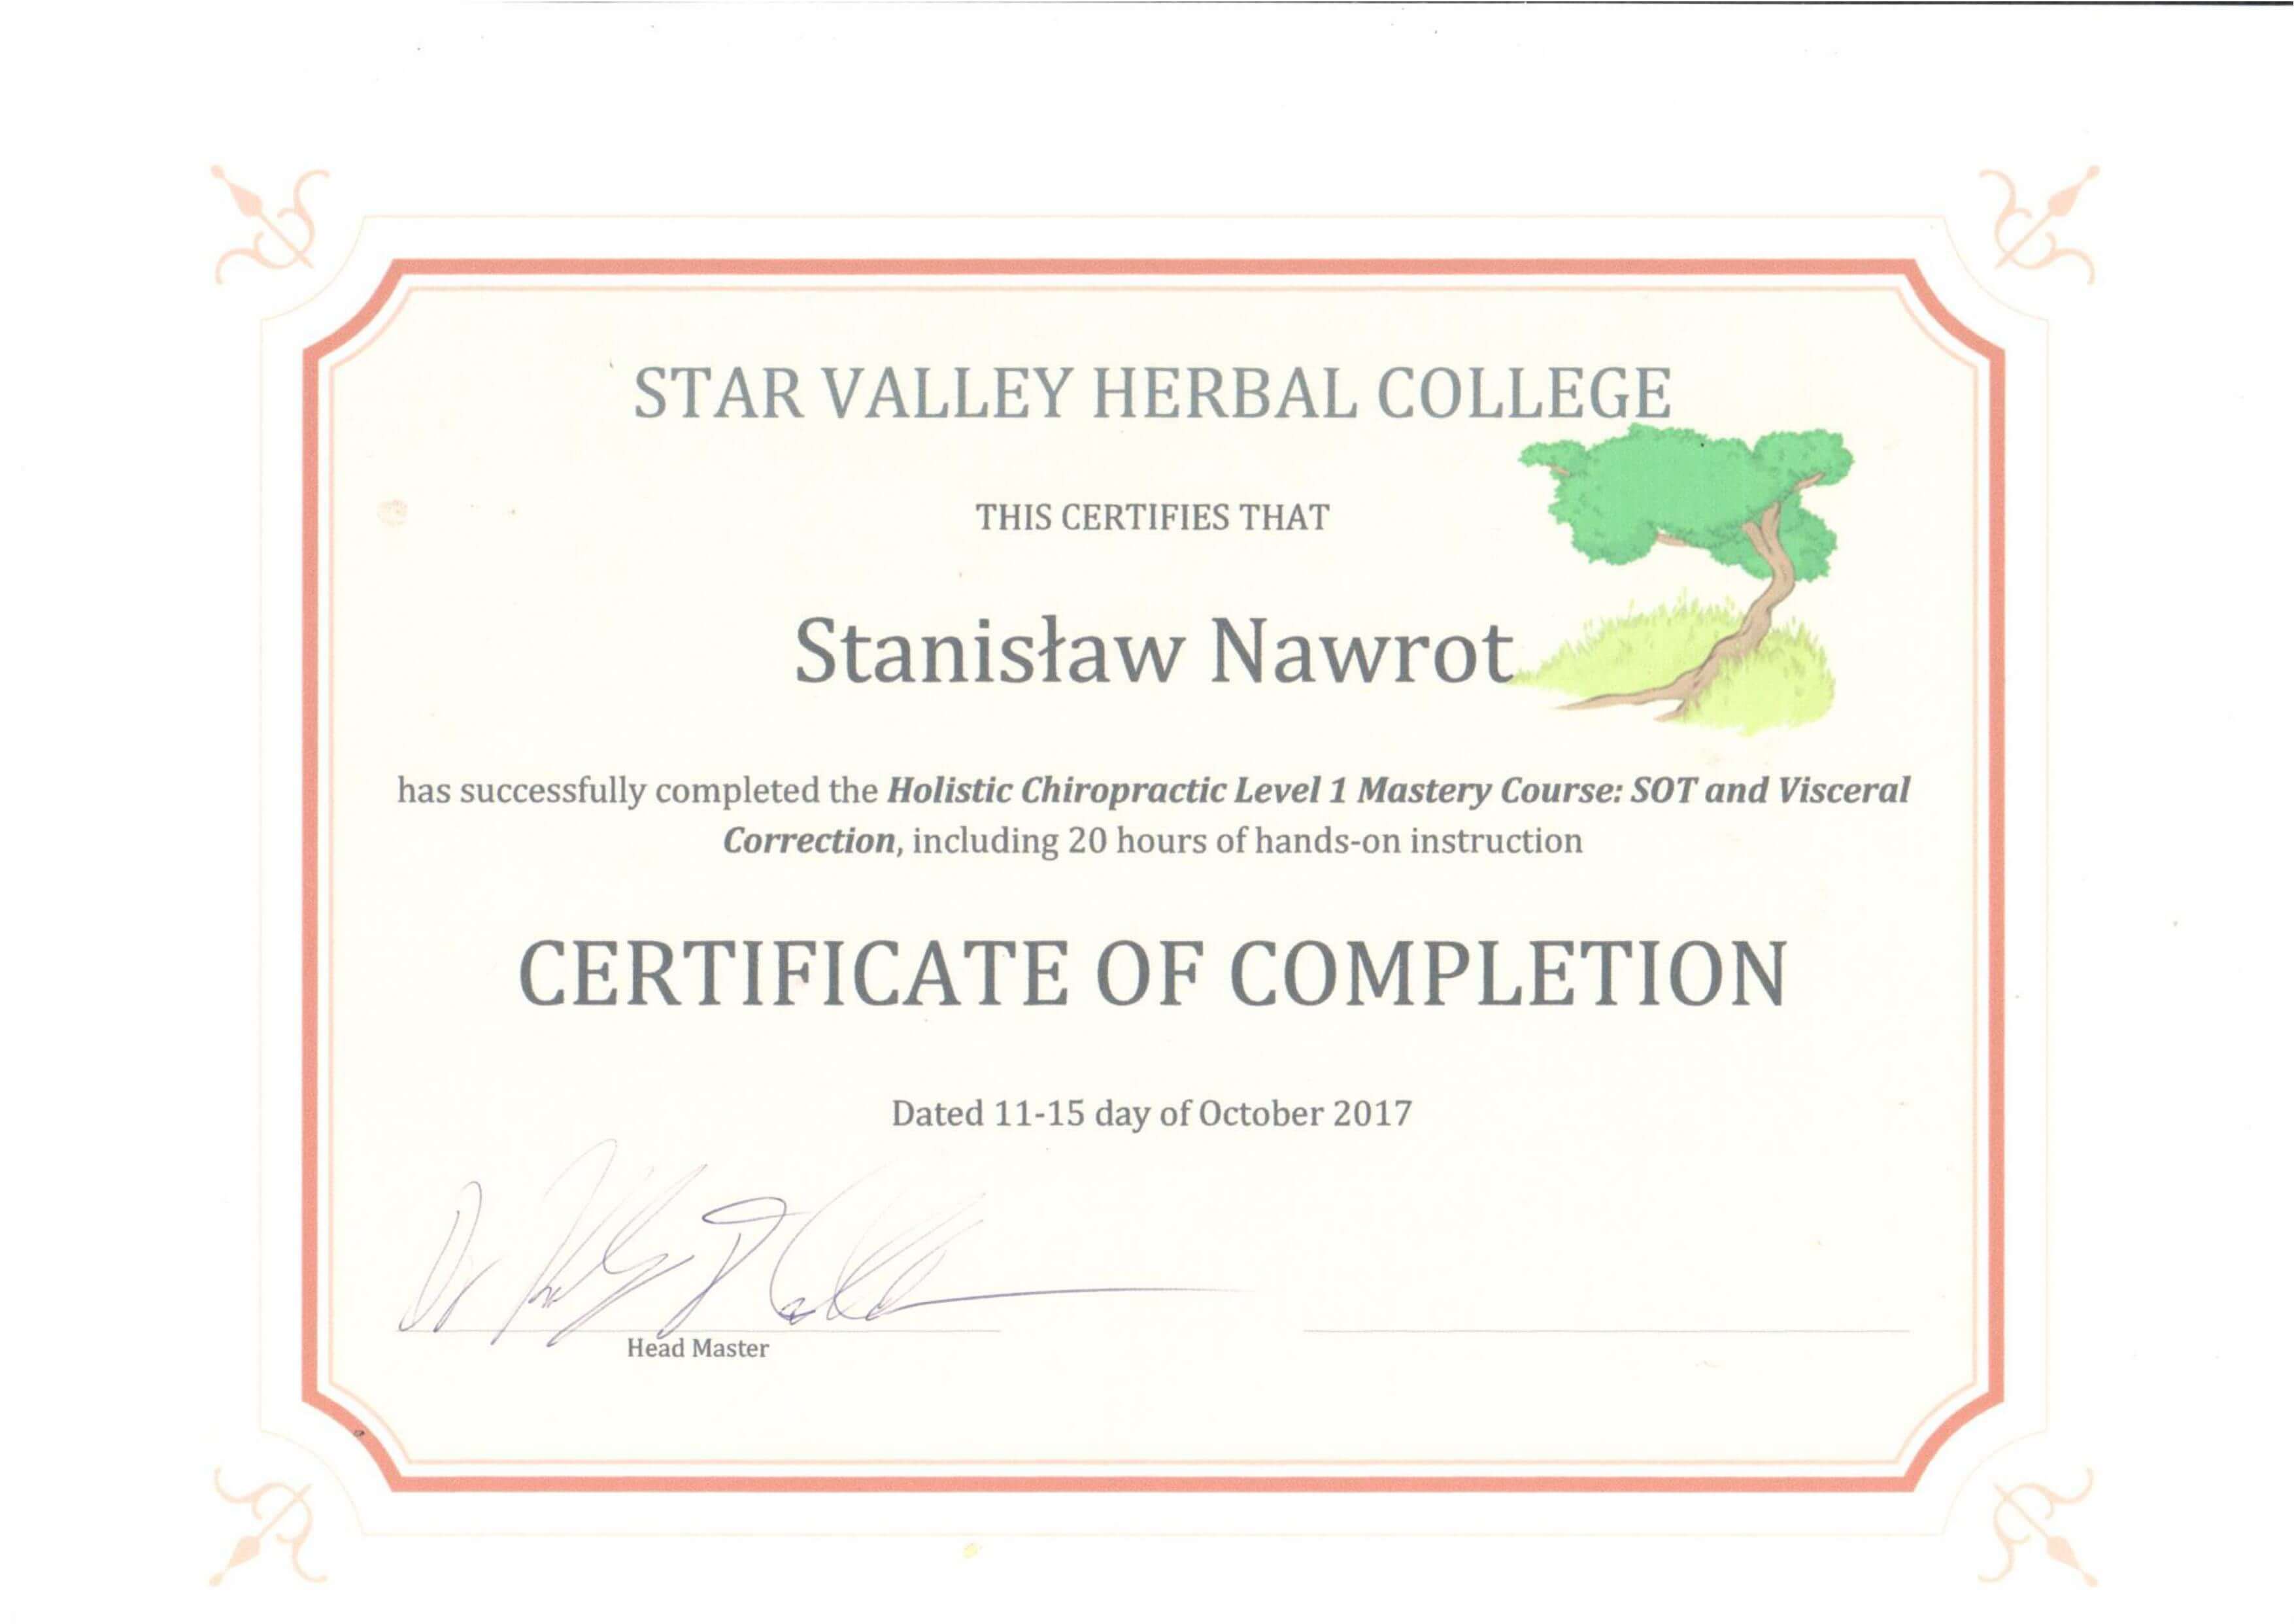 STAR VALLEY HERBAL COLLEGE
THIS CERTIFIES THAT
Stanisław Nawrot
has successfully completed the Holistic Chiropractic Level 1 Mastery Course: SOT and Visceral
Correction, including 20 hours of hands-on instruction
CERTIFICATE OF COMPLETION
Dated 11-15 day of October 2017
Dr
Head Master